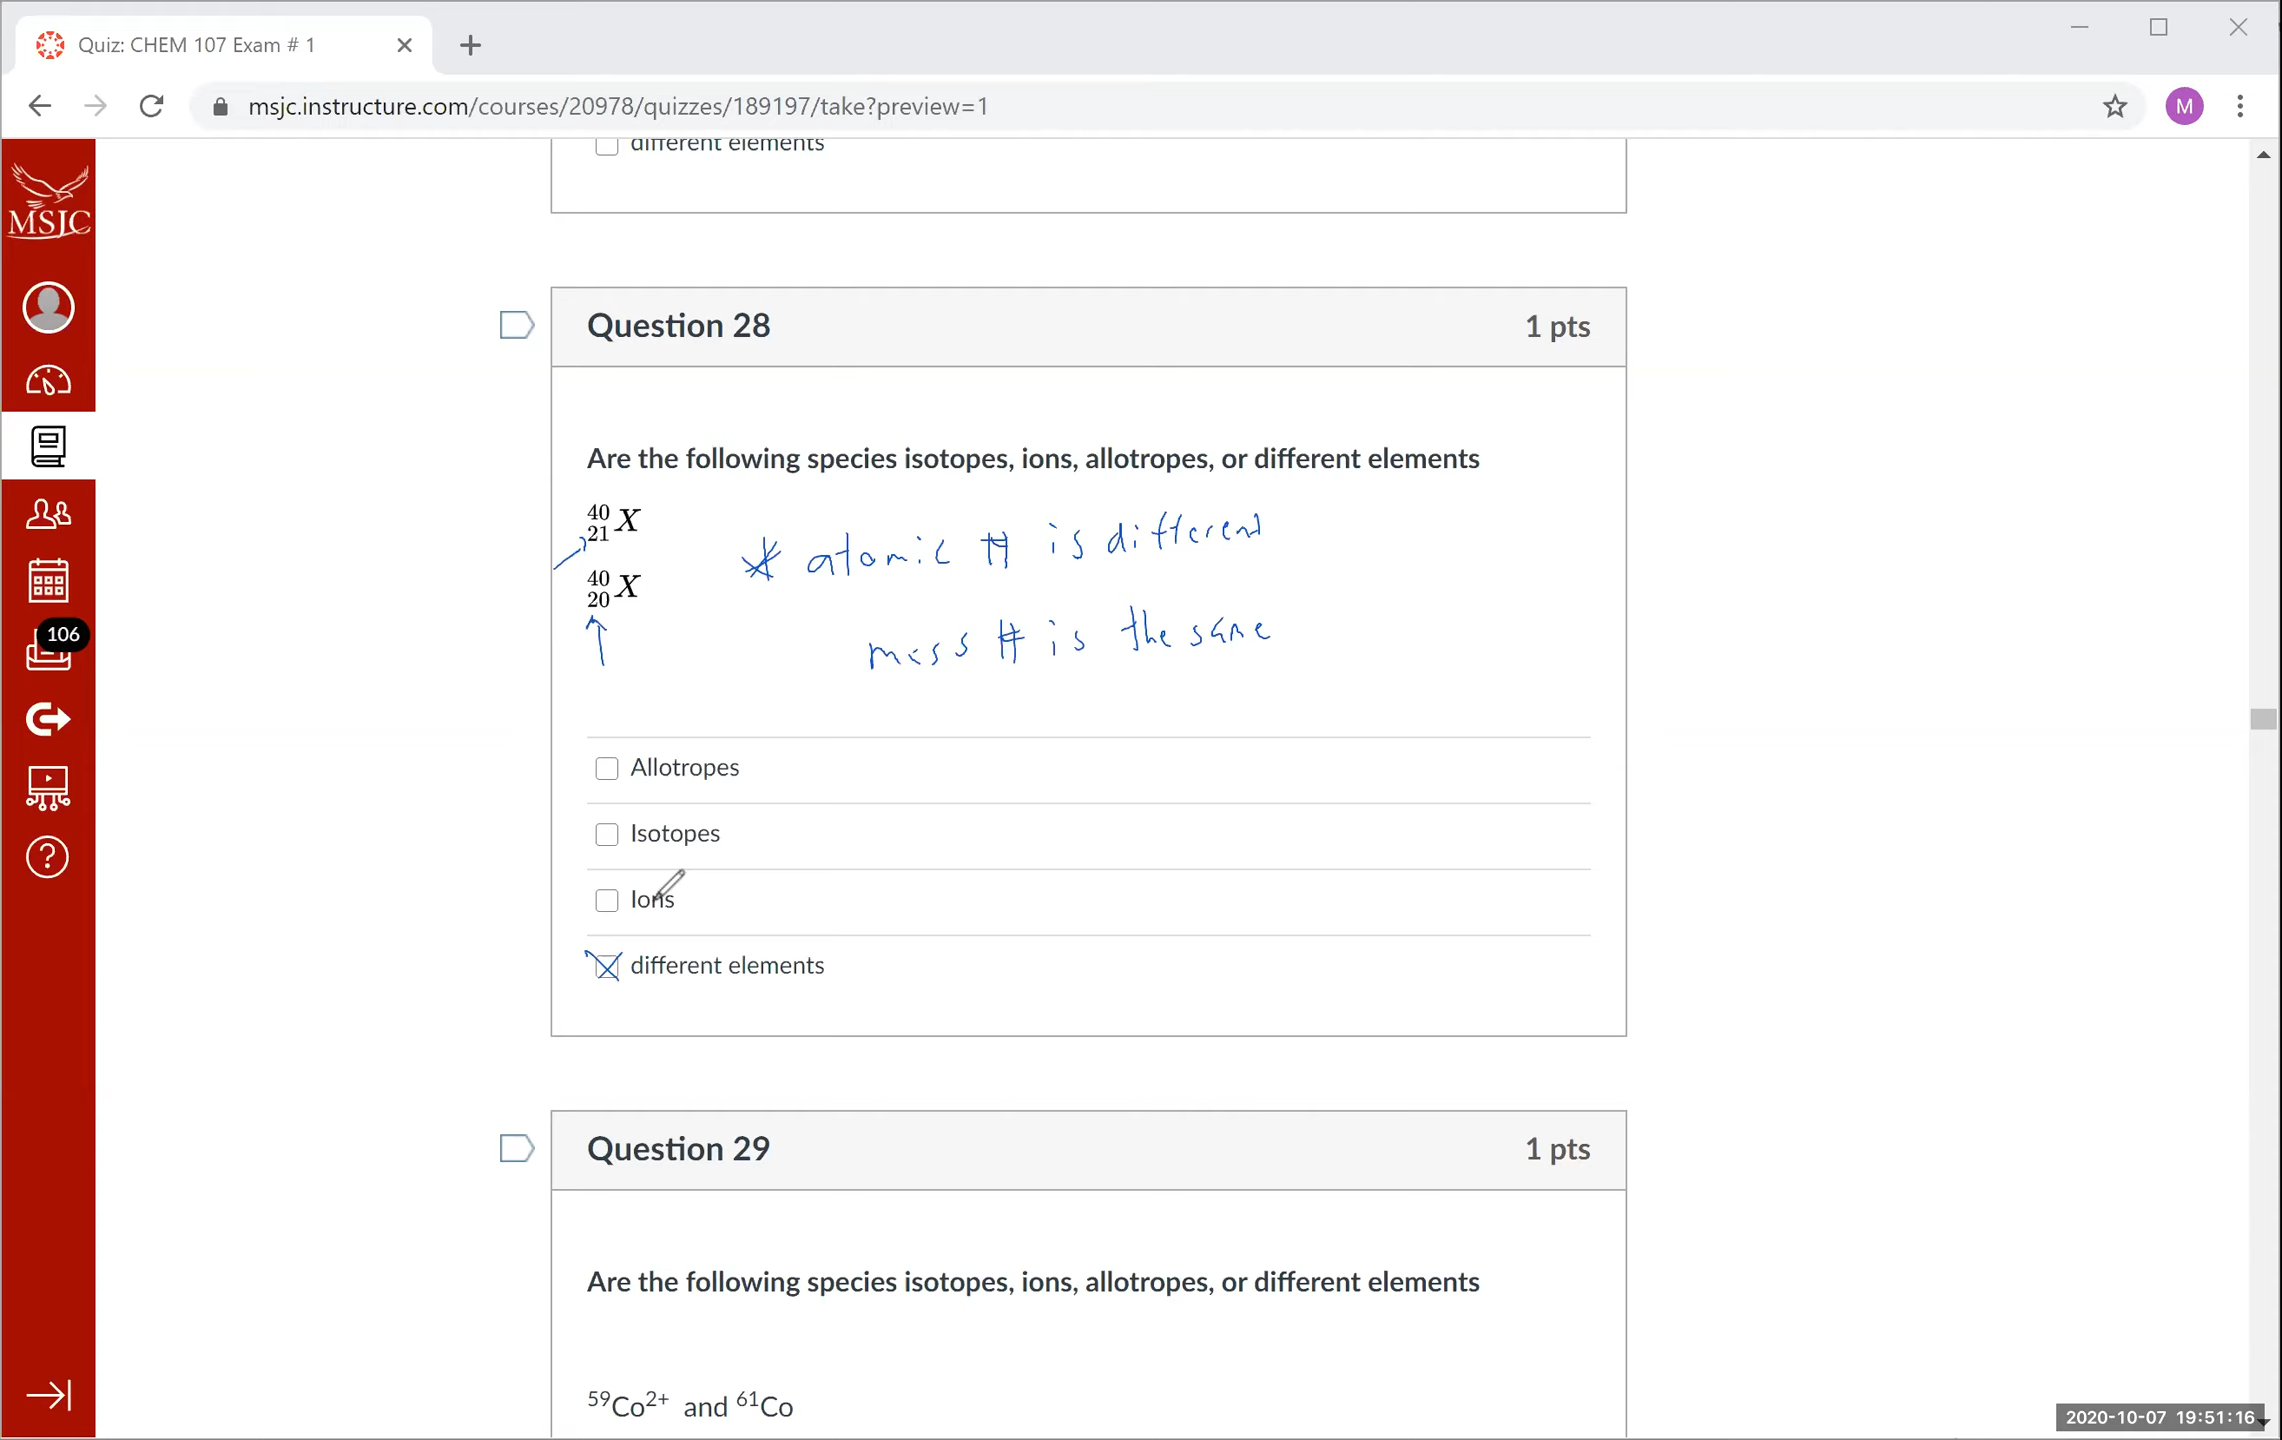 Quiz: CHEM 107 Exam # 1
msjc.instructure.com/courses/20978/quizzes/189197/take?preview=1
M
MSJC
106
different elements
Question 28
1 pts
Are the following species isotopes, ions, allotropes, or different elements
40 21 X
* atomic # is different
40 20 X
mass # is the same
Allotropes
Isotopes
Ions
different elements
Question 29
1 pts
Are the following species isotopes, ions, allotropes, or different elements
⁵⁹Co²⁺ and ⁶¹Co
2020-10-07 19:51:16